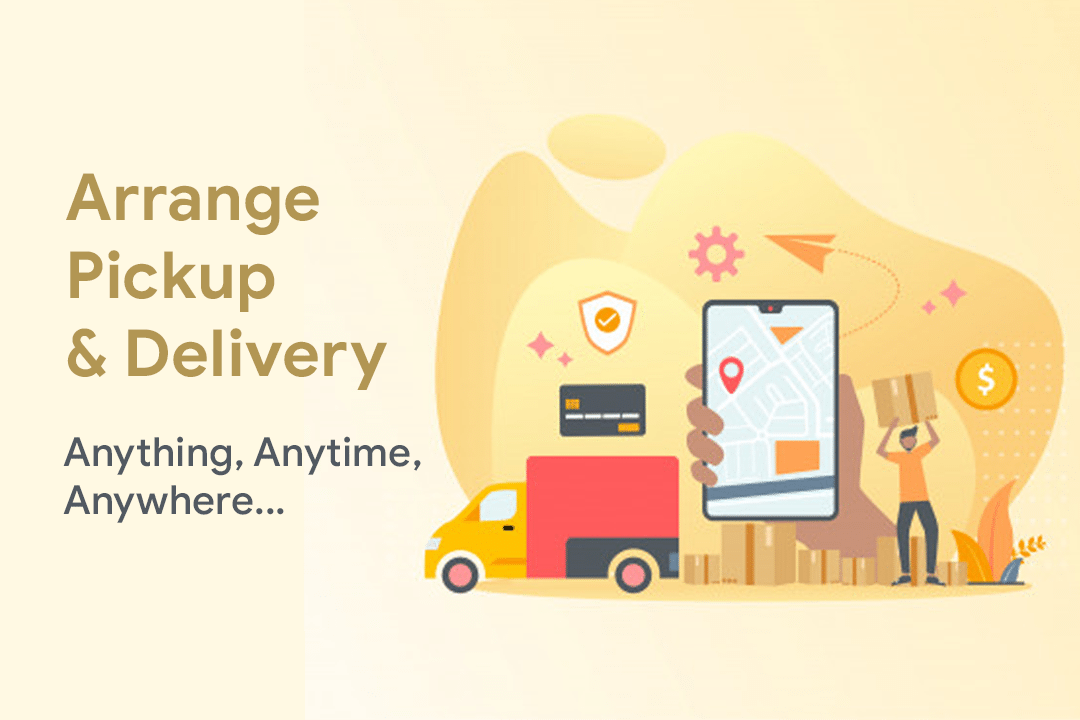 Arrange
Pickup
& Delivery
Anything, Anytime,
Anywhere...
$